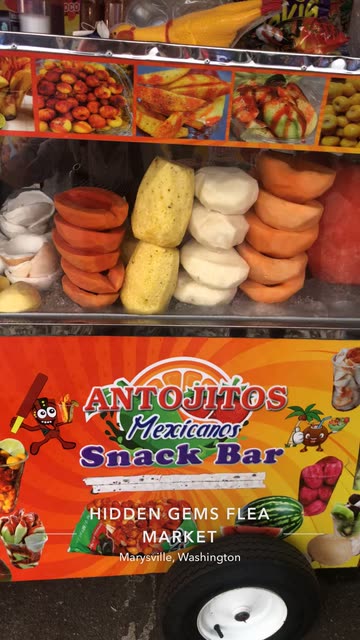 ANTOJITOS
Mexicanos
Snack Bar
HIDDEN GEMS FLEA
MARKET
Marysville, Washington